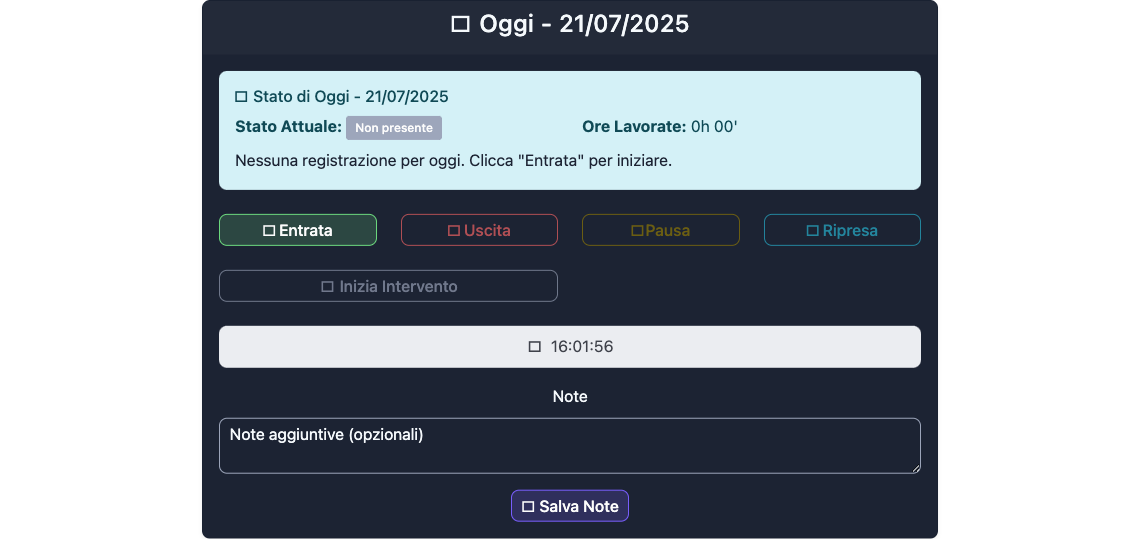 Oggi - 21/07/2025
Stato di Oggi - 21/07/2025
Stato Attuale: Non presente
Ore Lavorate: 0h 00'
Nessuna registrazione per oggi. Clicca "Entrata" per iniziare.
Entrata
Uscita
Pausa
Ripresa
Inizia Intervento
16:01:56
Note
Note aggiuntive (opzionali)
Salva Note